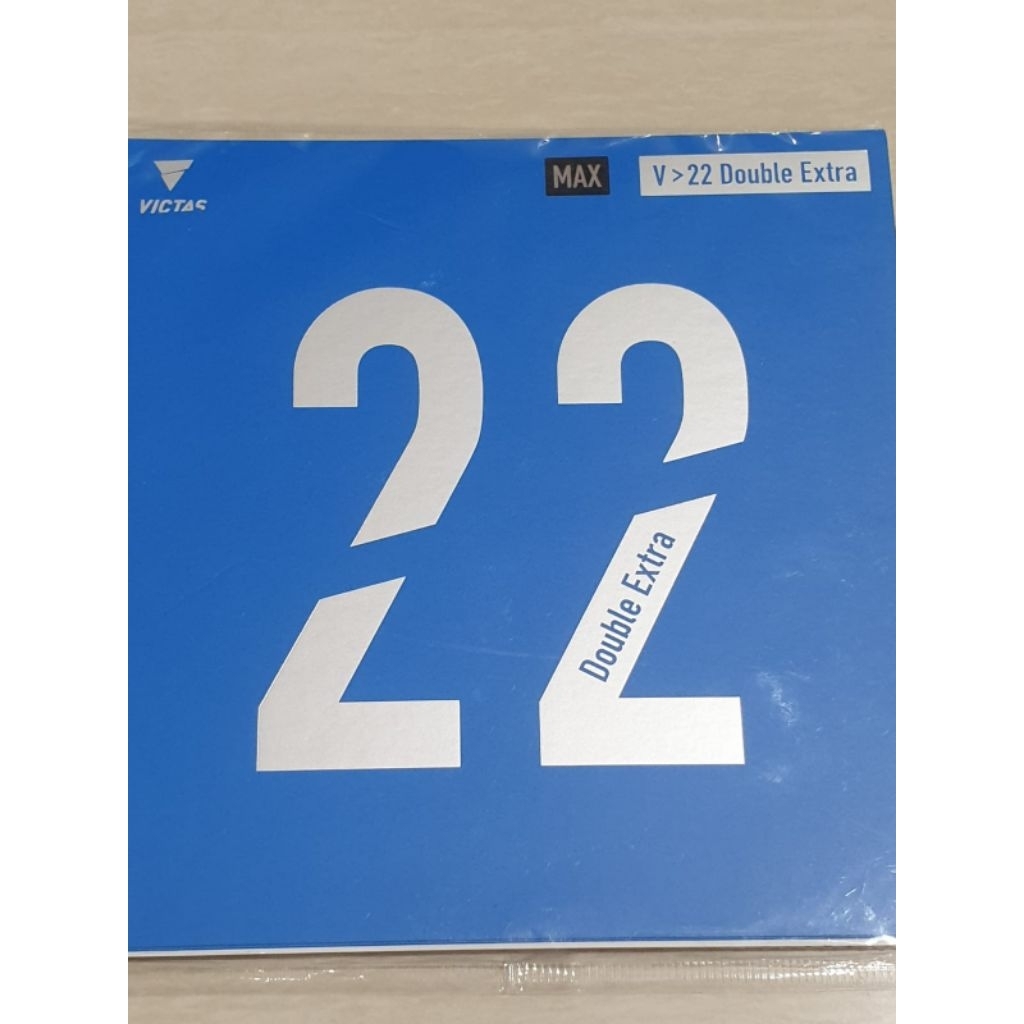 VICTAS
MAX
V>22 Double Extra
22
Double Extra